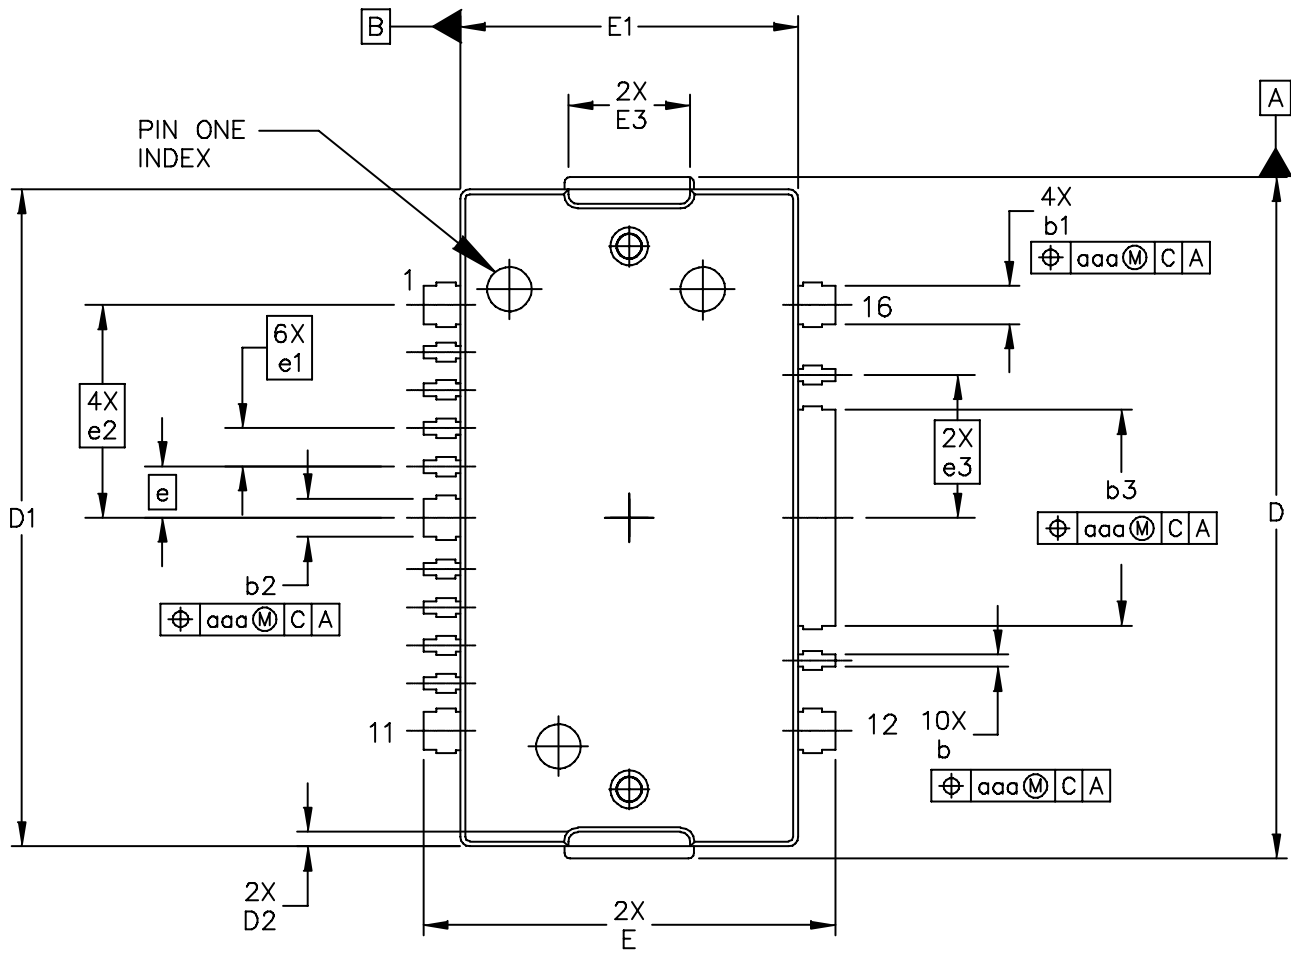 B
E1
2X
E3
A
PIN ONE
INDEX
4X
b1
⌖ aaa Ⓜ C A
1
16
6X
e1
4X
e2
2X
e3
e
b3
⌖ aaa Ⓜ C A
D1
D
b2
⌖ aaa Ⓜ C A
11
12
10X
b
⌖ aaa Ⓜ C A
2X
D2
2X
E